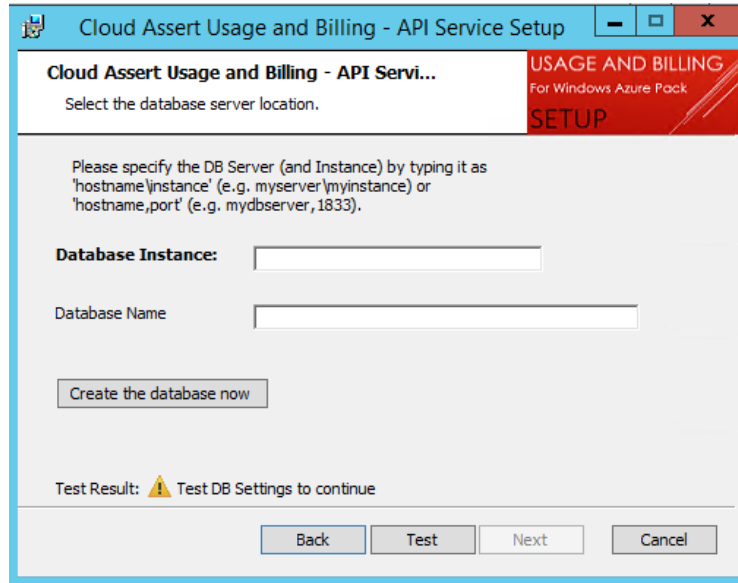 Cloud Assert Usage and Billing - API Service Setup
Cloud Assert Usage and Billing - API Servi...
Select the database server location.
USAGE AND BILLING
For Windows Azure Pack
SETUP
Please specify the DB Server (and Instance) by typing it as
'hostname\instance' (e.g. myserver\myinstance) or
'hostname,port' (e.g. mydbserver,1833).
Database Instance:
Database Name
Create the database now
Test Result: Test DB Settings to continue
Back Test Next Cancel